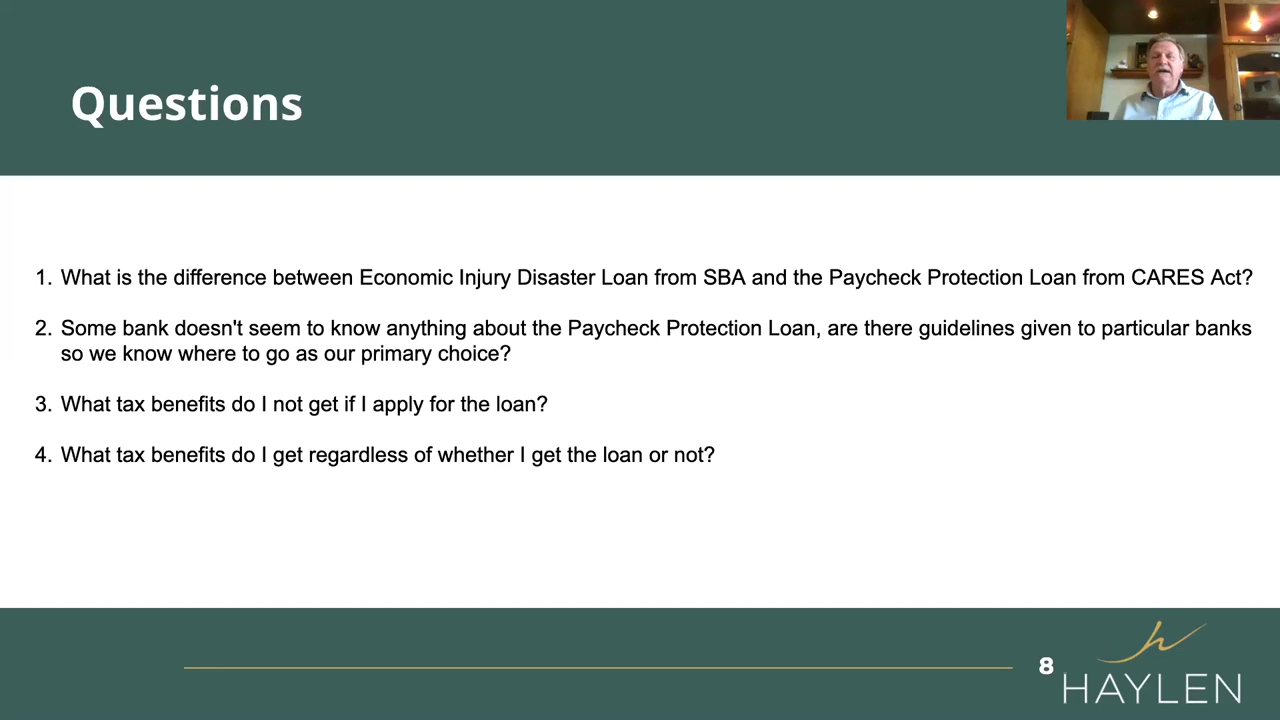 Questions
1. What is the difference between Economic Injury Disaster Loan from SBA and the Paycheck Protection Loan from CARES Act?
2. Some bank doesn't seem to know anything about the Paycheck Protection Loan, are there guidelines given to particular banks
so we know where to go as our primary choice?
3. What tax benefits do I not get if I apply for the loan?
4. What tax benefits do I get regardless of whether I get the loan or not?
8
HAYLEN